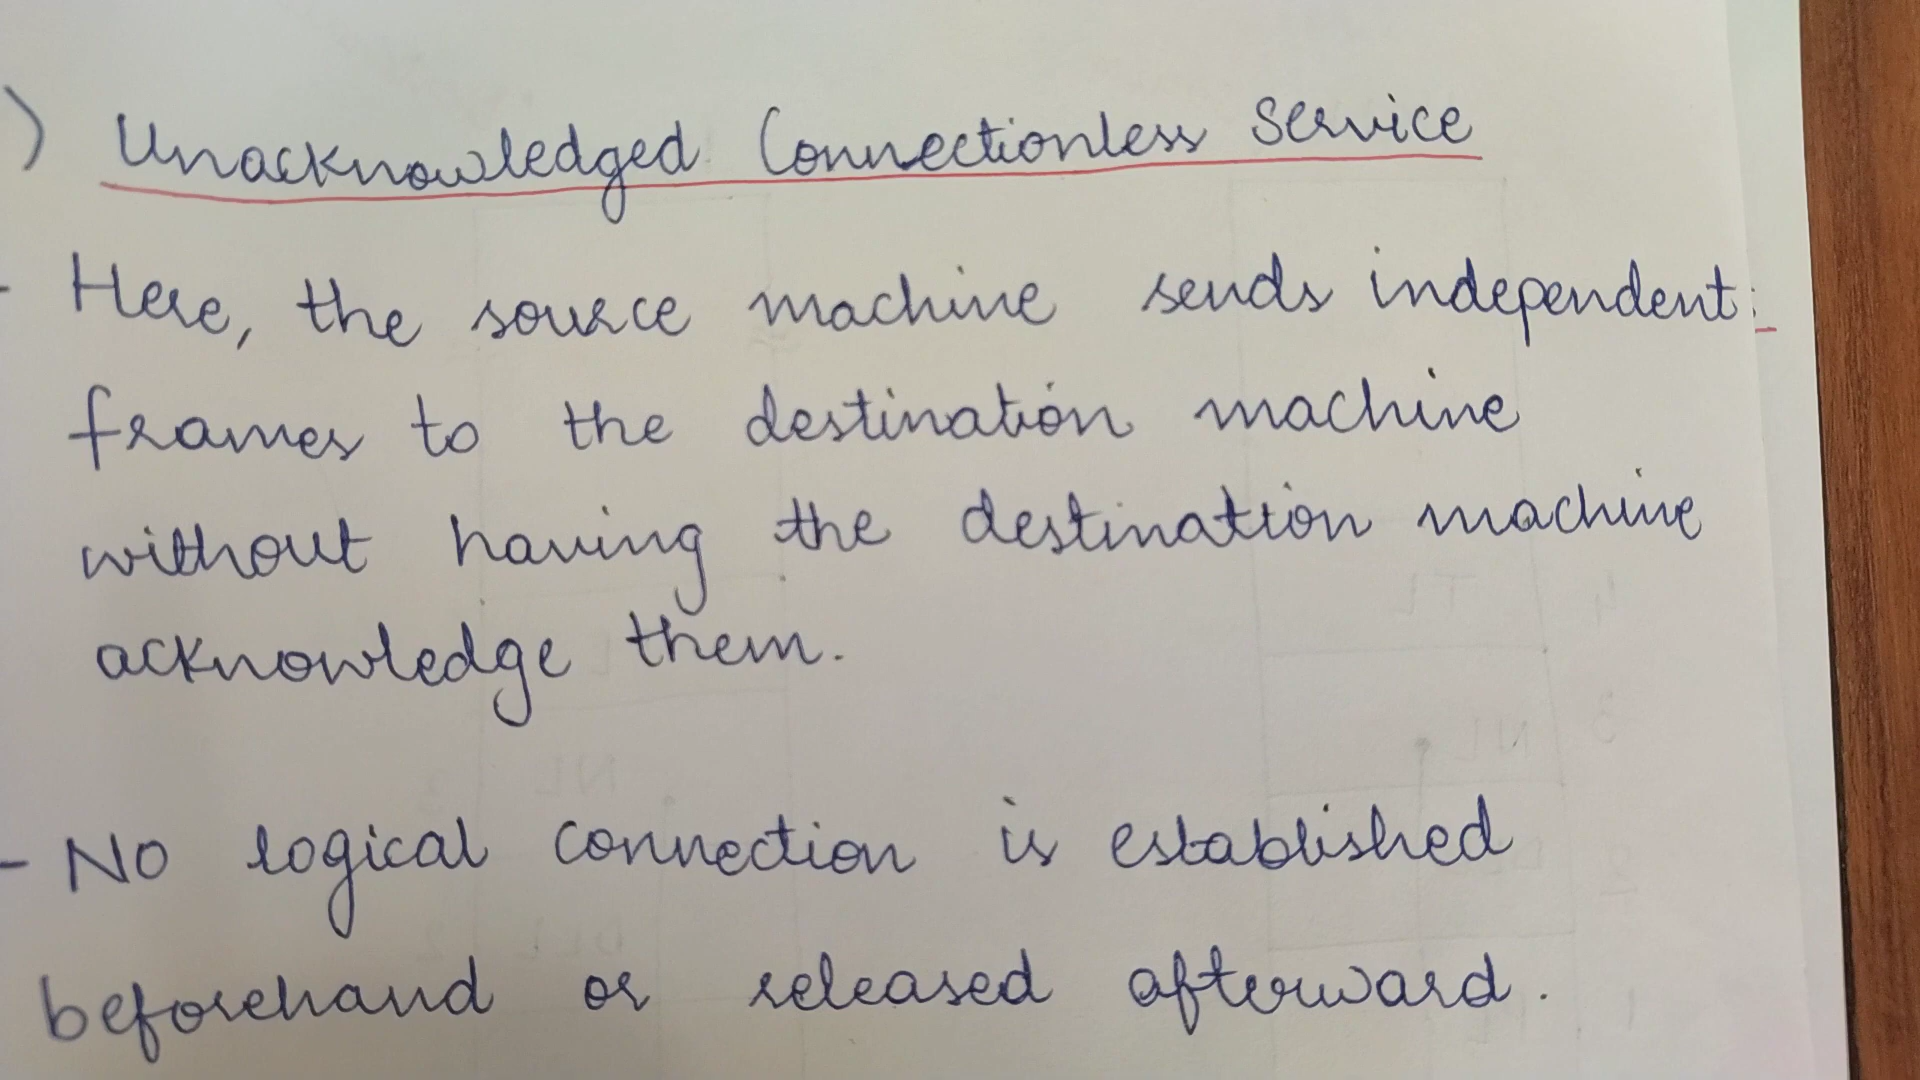 ) Unacknowledged Connectionless Service
- Here, the source machine sends independent
frames to the destination machine
without having the destination machine
acknowledge them.
- No logical connection is established
beforehand or released afterward.